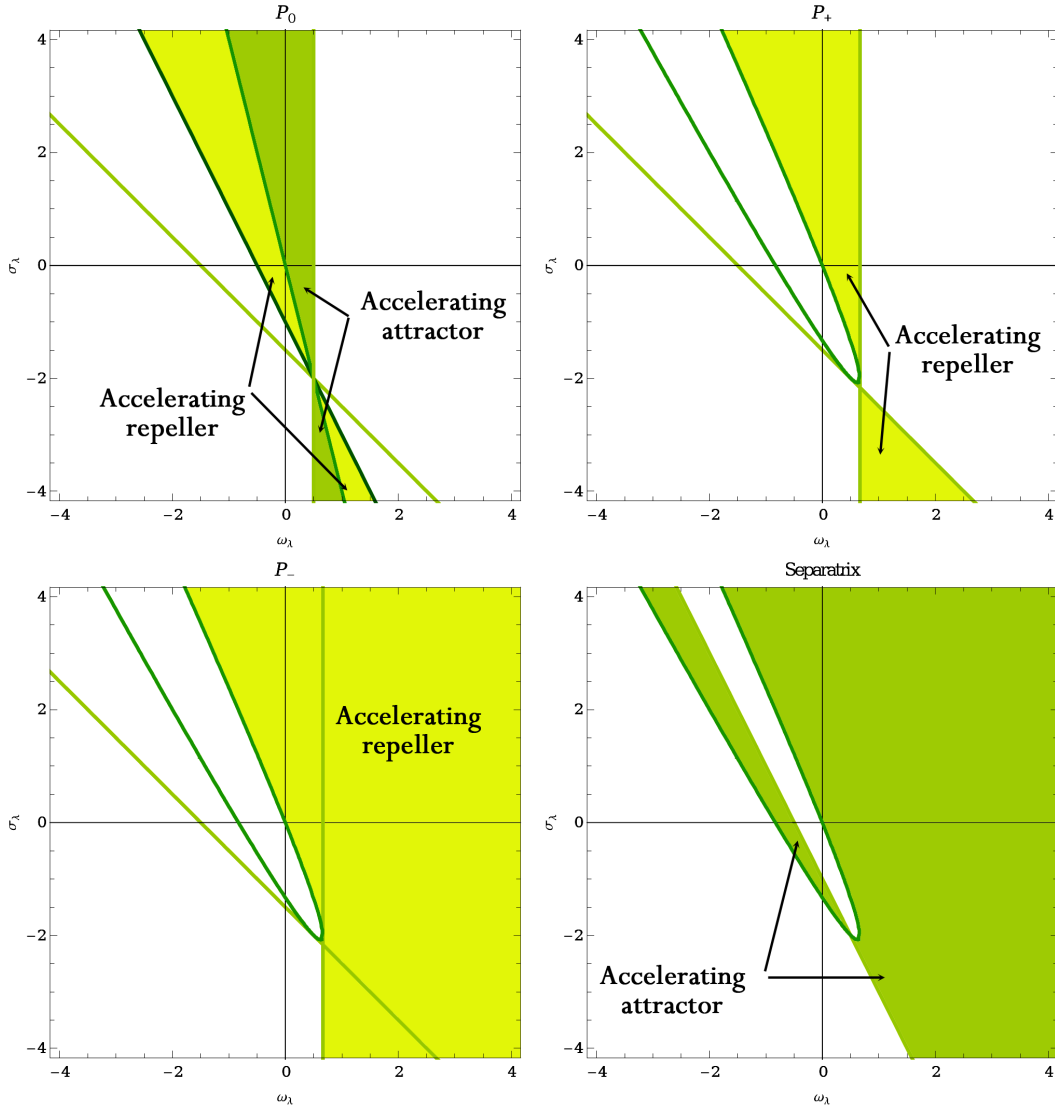 P₀
4
2
0
−2
−4
σλ
Accelerating
attractor
Accelerating
repeller
−4
−2
0
2
4
ωλ
P₊
4
2
0
−2
−4
σλ
Accelerating
repeller
−4
−2
0
2
4
ωλ
P₋
4
2
0
−2
−4
σλ
Accelerating
repeller
−4
−2
0
2
4
ωλ
Separatrix
4
2
0
−2
−4
σλ
Accelerating
attractor
−4
−2
0
2
4
ωλ